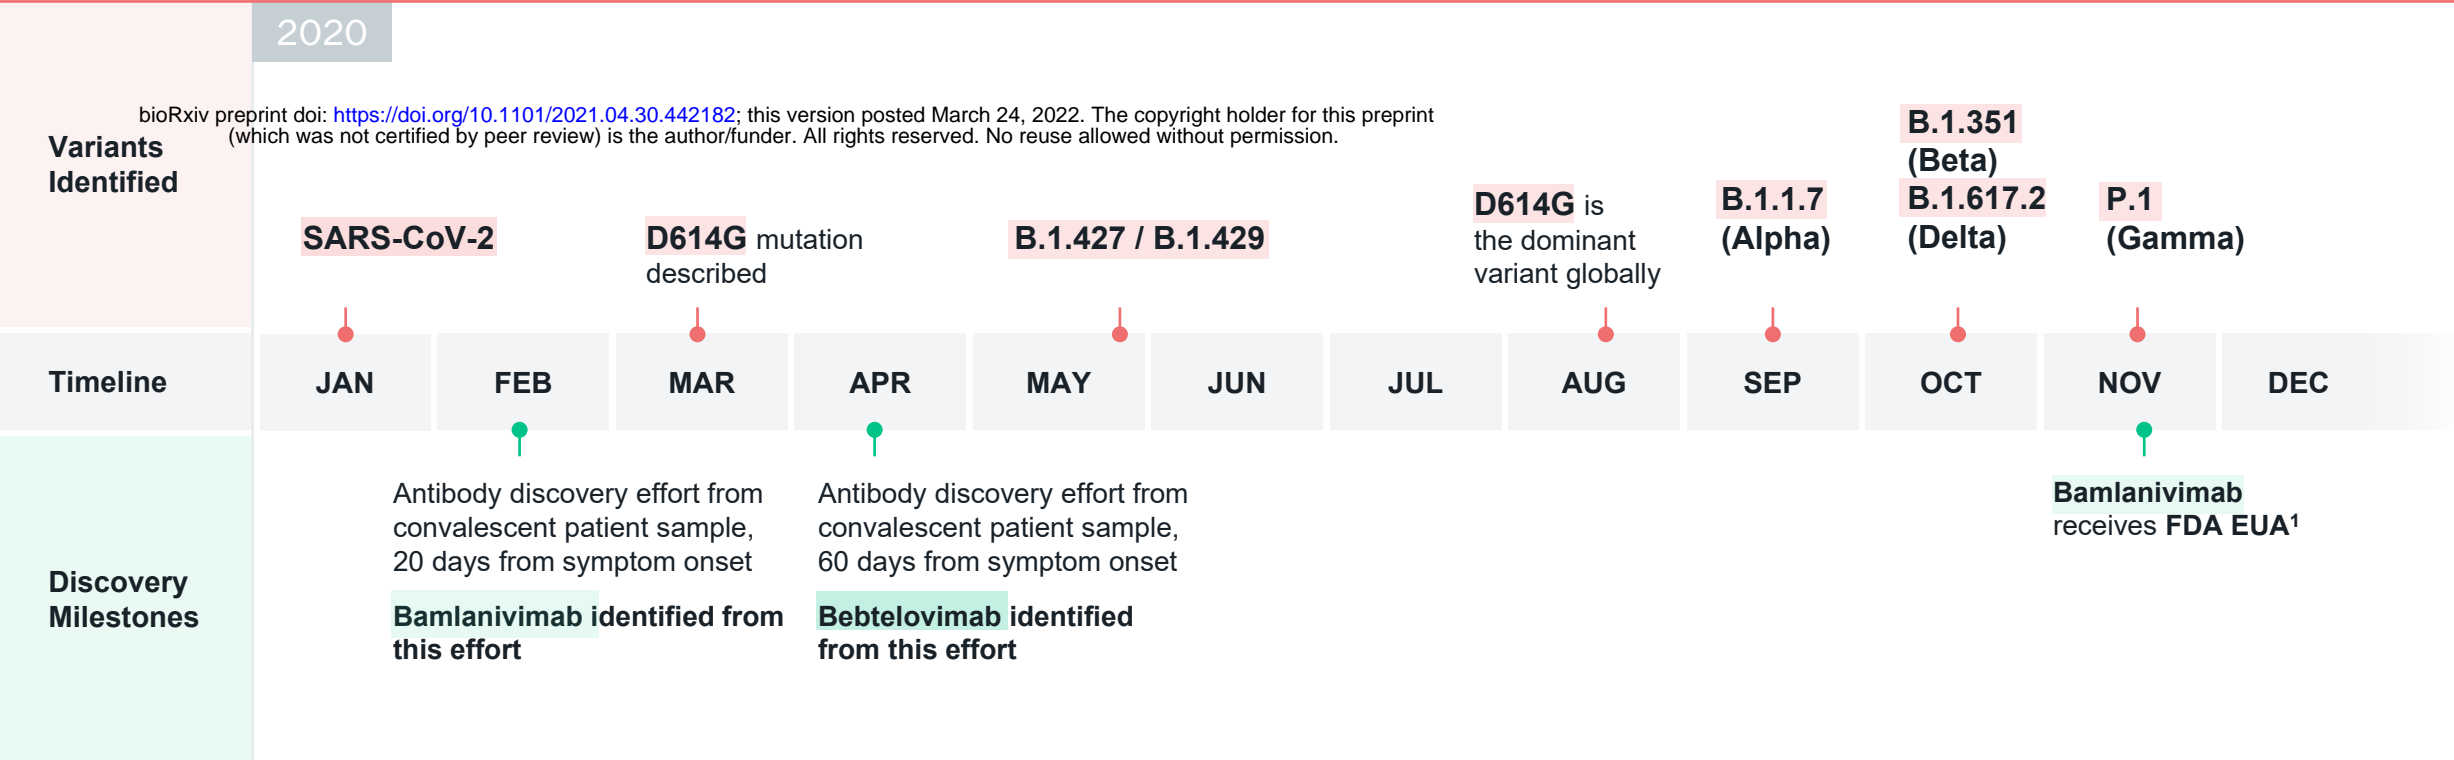 2020
bioRxiv preprint doi: https://doi.org/10.1101/2021.04.30.442182; this version posted March 24, 2022. The copyright holder for this preprint
(which was not certified by peer review) is the author/funder. All rights reserved. No reuse allowed without permission.
Variants
Identified
SARS-CoV-2
D614G mutation
described
B.1.427 / B.1.429
D614G is
the dominant
variant globally
B.1.1.7
(Alpha)
B.1.351
(Beta)
B.1.617.2
(Delta)
P.1
(Gamma)
Timeline
JAN
FEB
MAR
APR
MAY
JUN
JUL
AUG
SEP
OCT
NOV
DEC
Discovery
Milestones
Antibody discovery effort from
convalescent patient sample,
20 days from symptom onset
Bamlanivimab identified from
this effort
Antibody discovery effort from
convalescent patient sample,
60 days from symptom onset
Bebtelovimab identified
from this effort
Bamlanivimab
receives FDA EUA¹